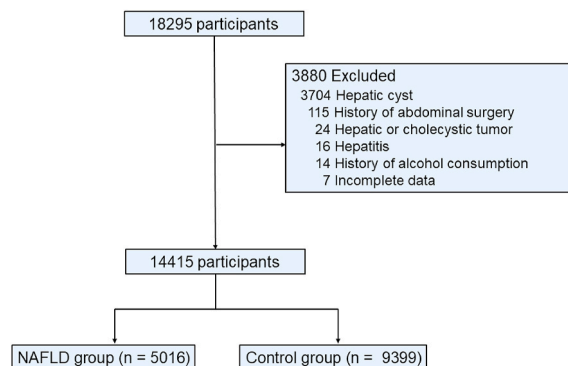 18295 participants
3880 Excluded
3704 Hepatic cyst
115 History of abdominal surgery
24 Hepatic or cholecystic tumor
16 Hepatitis
14 History of alcohol consumption
7 Incomplete data
14415 participants
NAFLD group (n = 5016)
Control group (n = 9399)